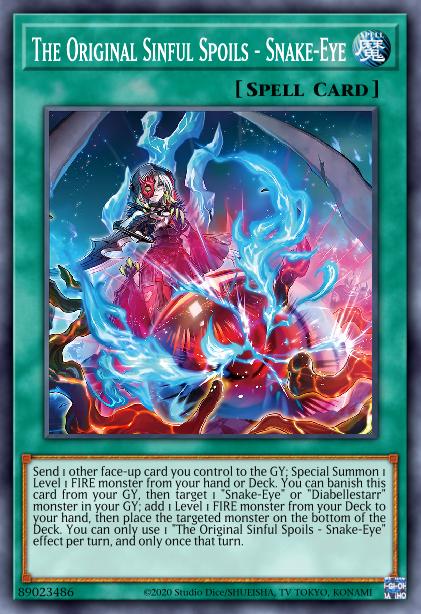 The Original Sinful Spoils - Snake-Eye
SPELL
魔
[ Spell Card ]
Send 1 other face-up card you control to the GY; Special Summon 1
Level 1 FIRE monster from your hand or Deck. You can banish this
card from your GY, then target 1 "Snake-Eye" or "Diabellestarr"
monster in your GY; add 1 Level 1 FIRE monster from your Deck to
your hand, then place the targeted monster on the bottom of the
Deck. You can only use 1 "The Original Sinful Spoils - Snake-Eye"
effect per turn, and only once that turn.
89023486
©2020 Studio Dice/SHUEISHA, TV TOKYO, KONAMI